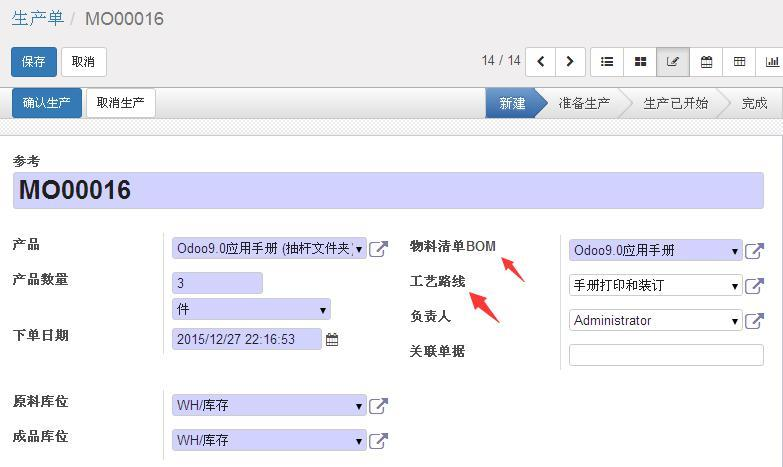 生产单 / MO00016
保存 取消 14 / 14
确认生产 取消生产 新建 准备生产 生产已开始 完成
参考
MO00016
产品 Odoo9.0应用手册 (抽杆文件夹) 物料清单BOM Odoo9.0应用手册
产品数量 3 工艺路线 手册打印和装订
件 负责人 Administrator
下单日期 2015/12/27 22:16:53 关联单据
原料库位 WH/库存
成品库位 WH/库存